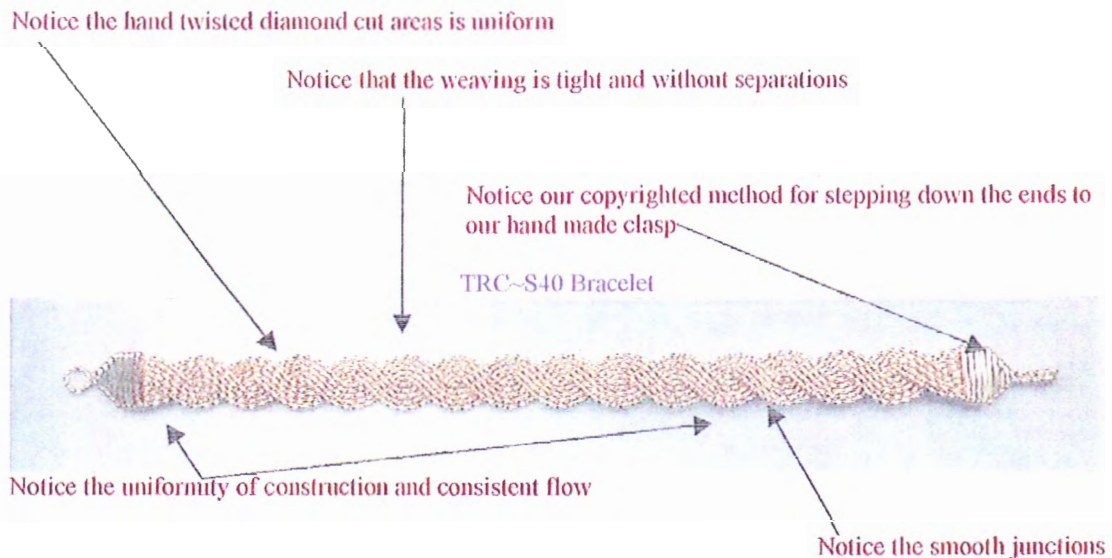 Notice the hand twisted diamond cut areas is uniform
Notice that the weaving is tight and without separations
Notice our copyrighted method for stepping down the ends to
our hand made clasp
TRC~S40 Bracelet
Notice the uniformity of construction and consistent flow
Notice the smooth junctions